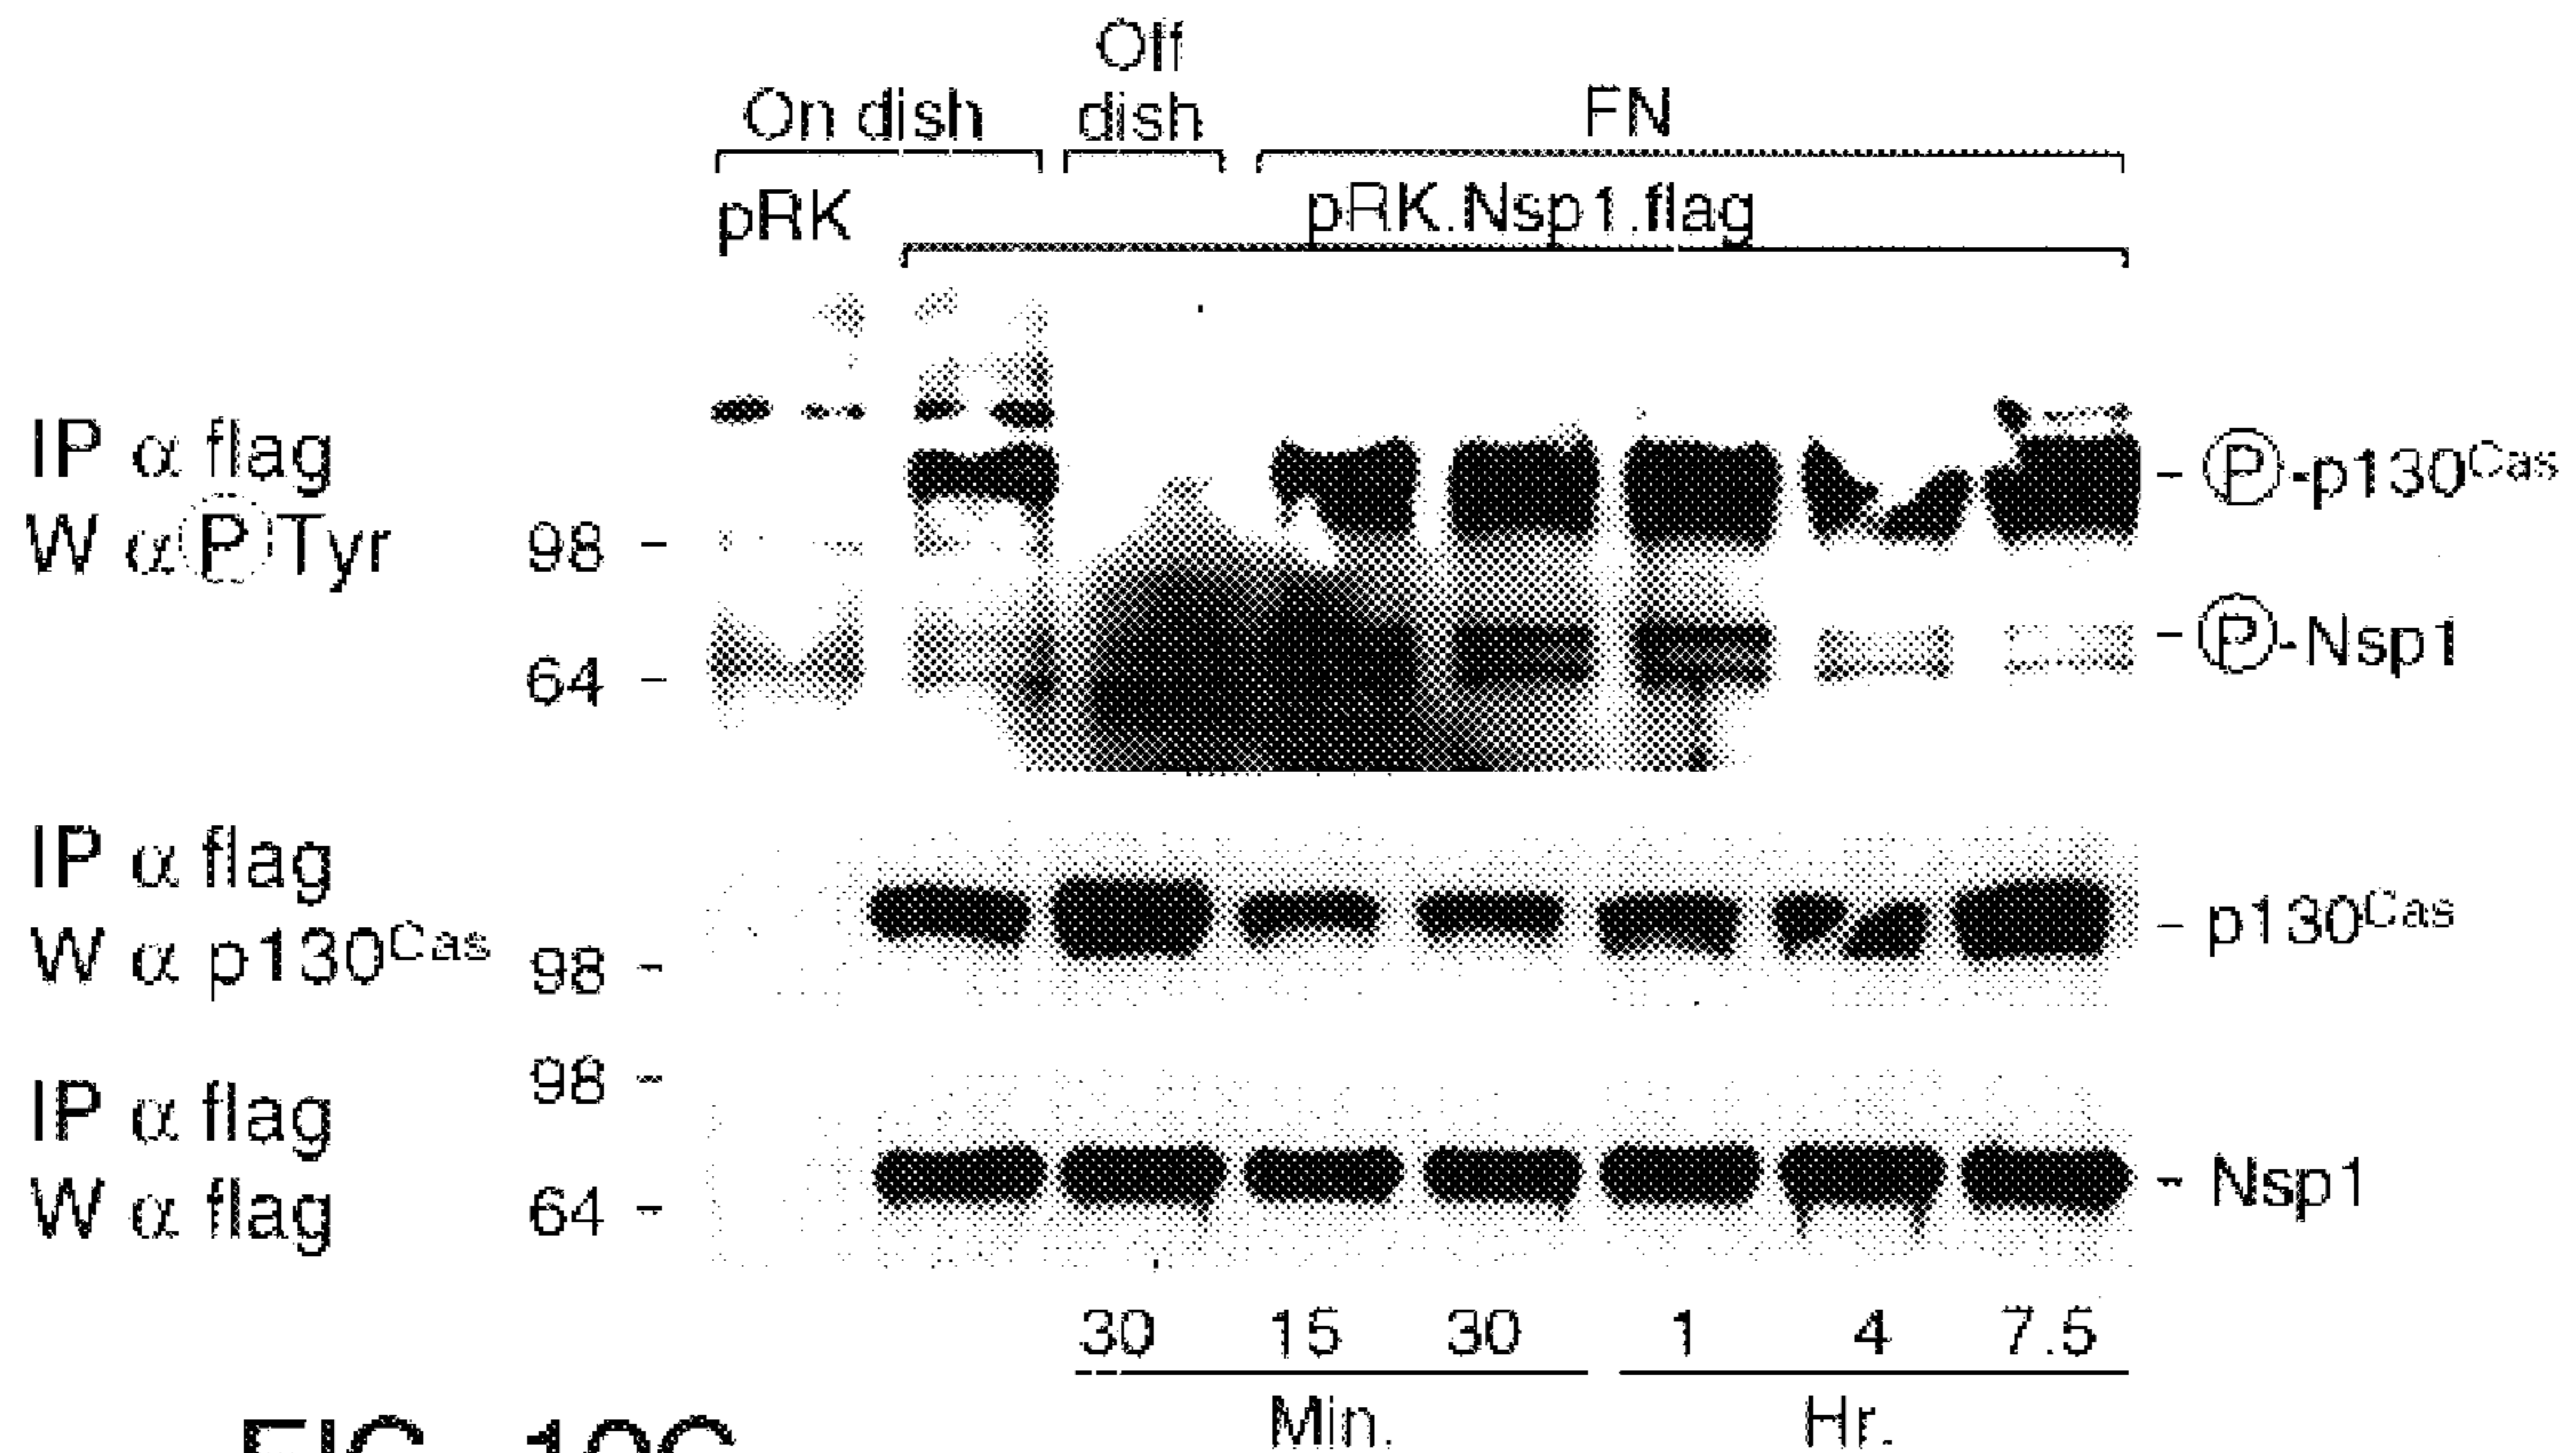 Off
On dish dish FN
pRK pRK.Nsp1.flag
IP α flag
W α Ⓟ Tyr
98 -
64 -
- Ⓟ-p130Cas
- Ⓟ-Nsp1
IP α flag
W α p130Cas
98 -
- p130Cas
IP α flag
W α flag
98 -
64 -
- Nsp1
30 15 30 1 4 7.5
Min. Hr.